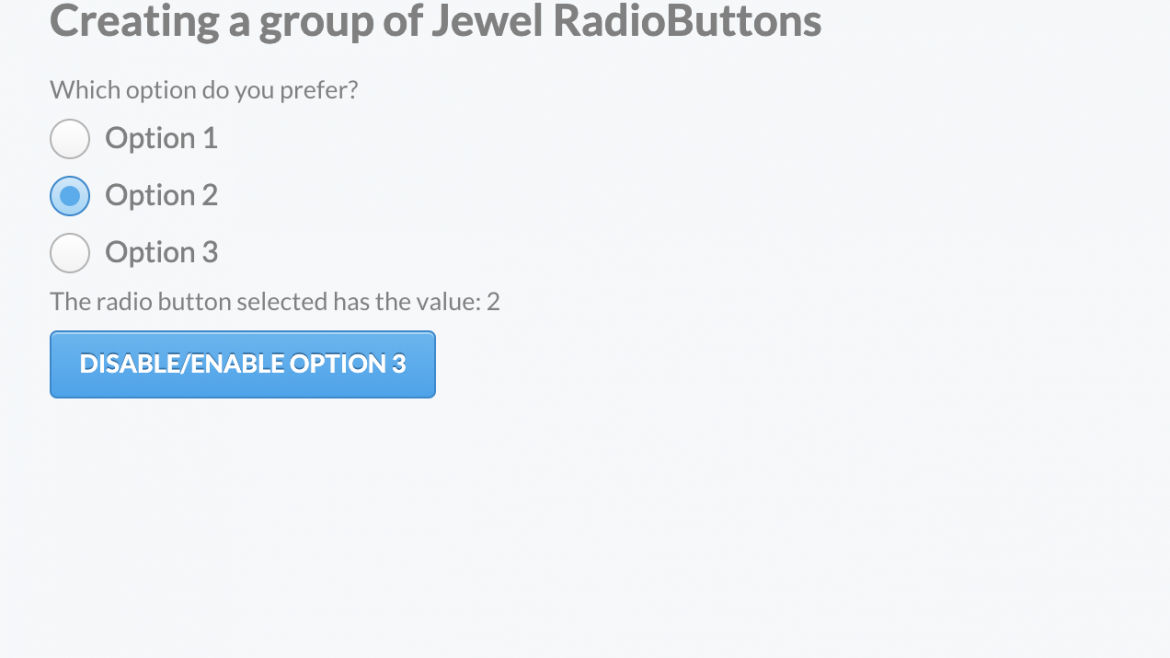 Creating a group of Jewel RadioButtons
Which option do you prefer?
Option 1
Option 2
Option 3
The radio button selected has the value: 2
DISABLE/ENABLE OPTION 3